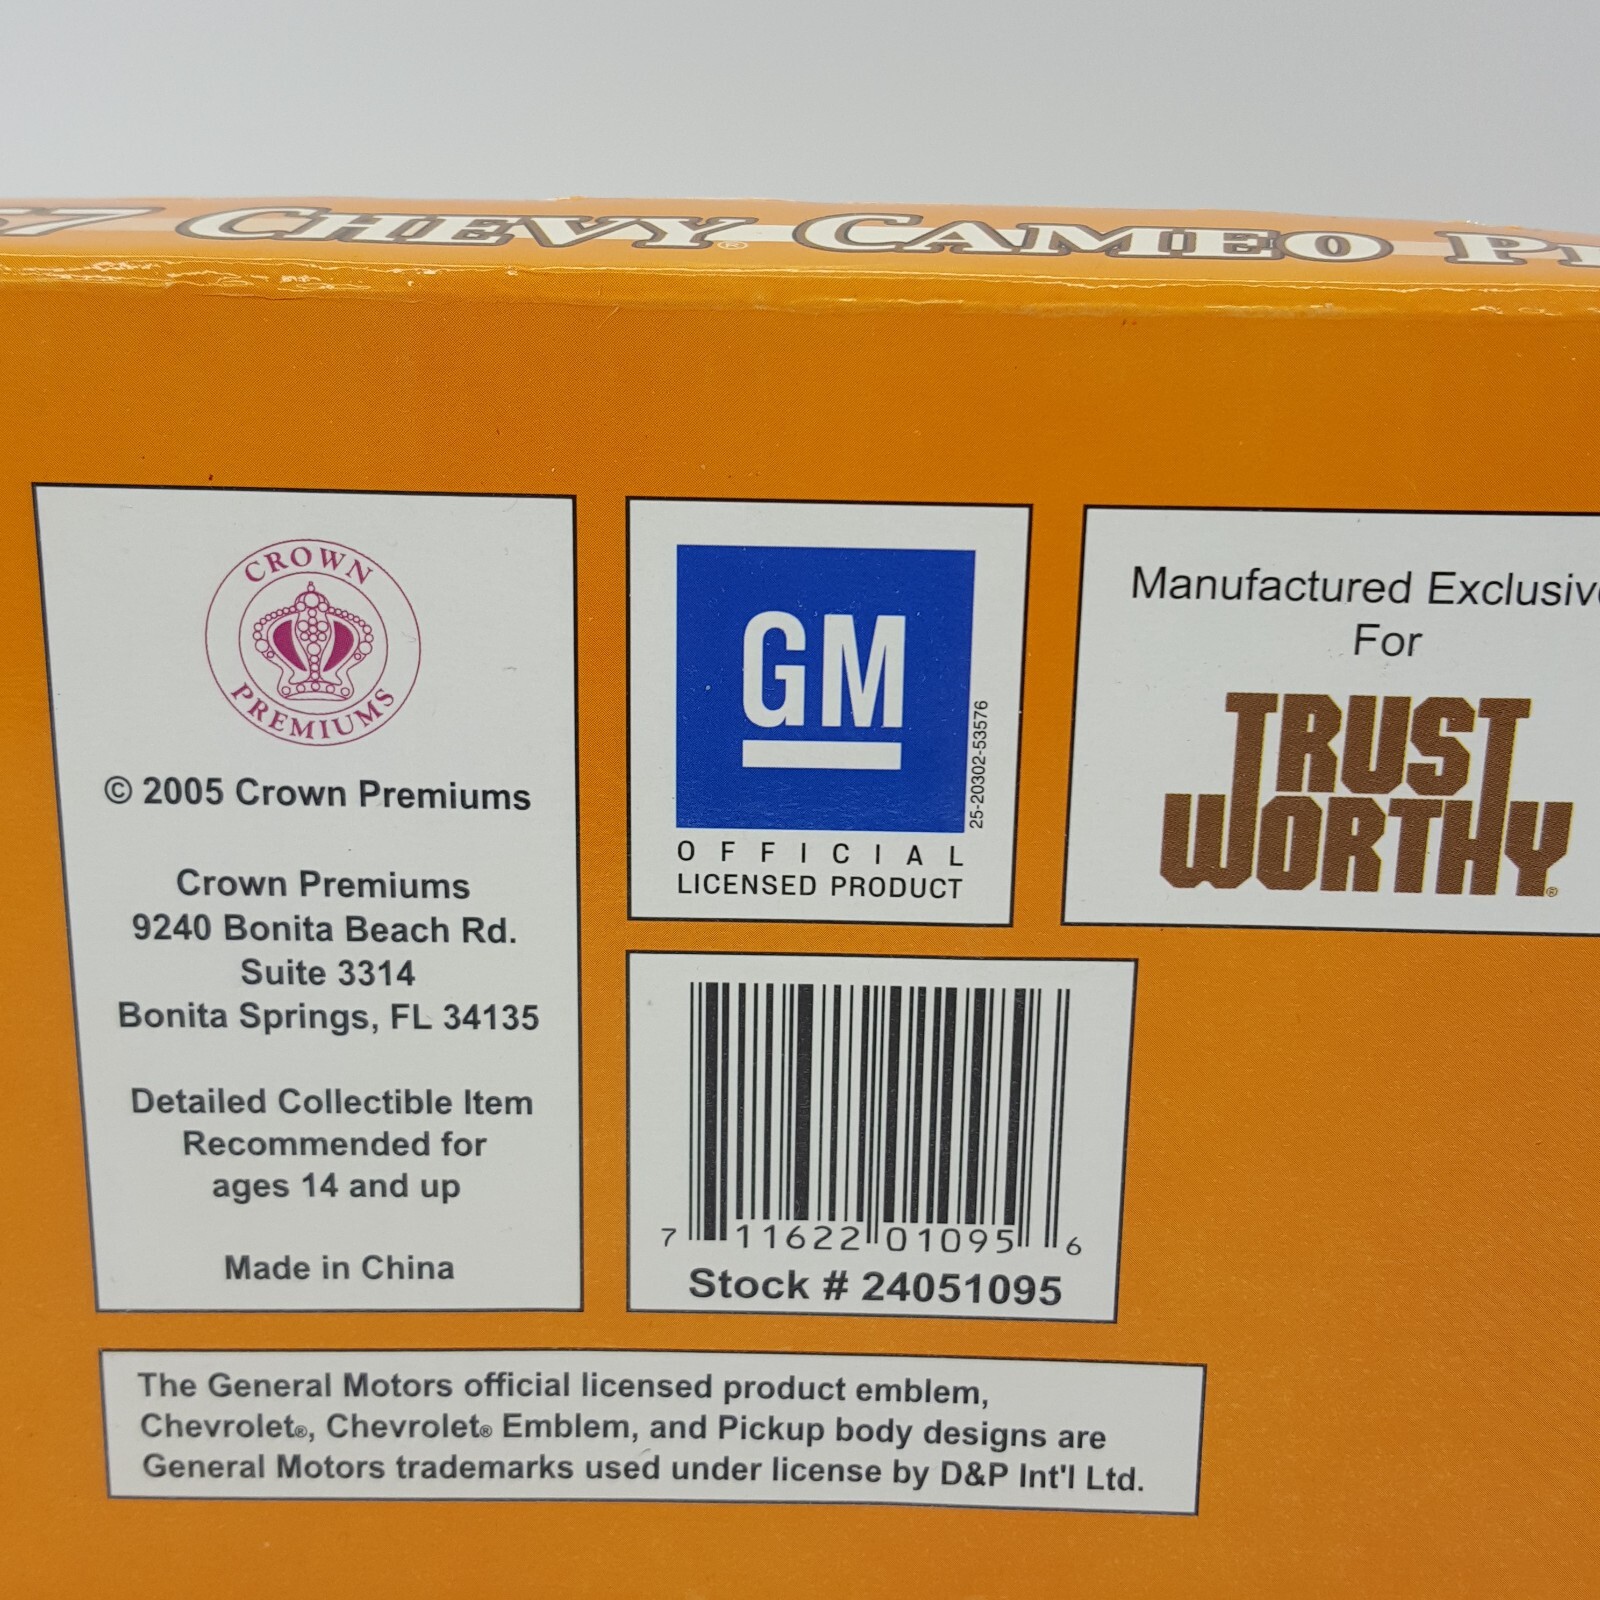 57 CHEVY® CAMEO
CROWN
PREMIUMS
© 2005 Crown Premiums
Crown Premiums
9240 Bonita Beach Rd.
Suite 3314
Bonita Springs, FL 34135
Detailed Collectible Item
Recommended for
ages 14 and up
Made in China
GM
25-20302-53576
OFFICIAL
LICENSED PRODUCT
Manufactured
For
TRUST
WORTHY®
7 11622 01095 6
Stock # 24051095
The General Motors official licensed product emblem,
Chevrolet®, Chevrolet® Emblem, and Pickup body designs are
General Motors trademarks used under license by D&P Int'l Ltd.